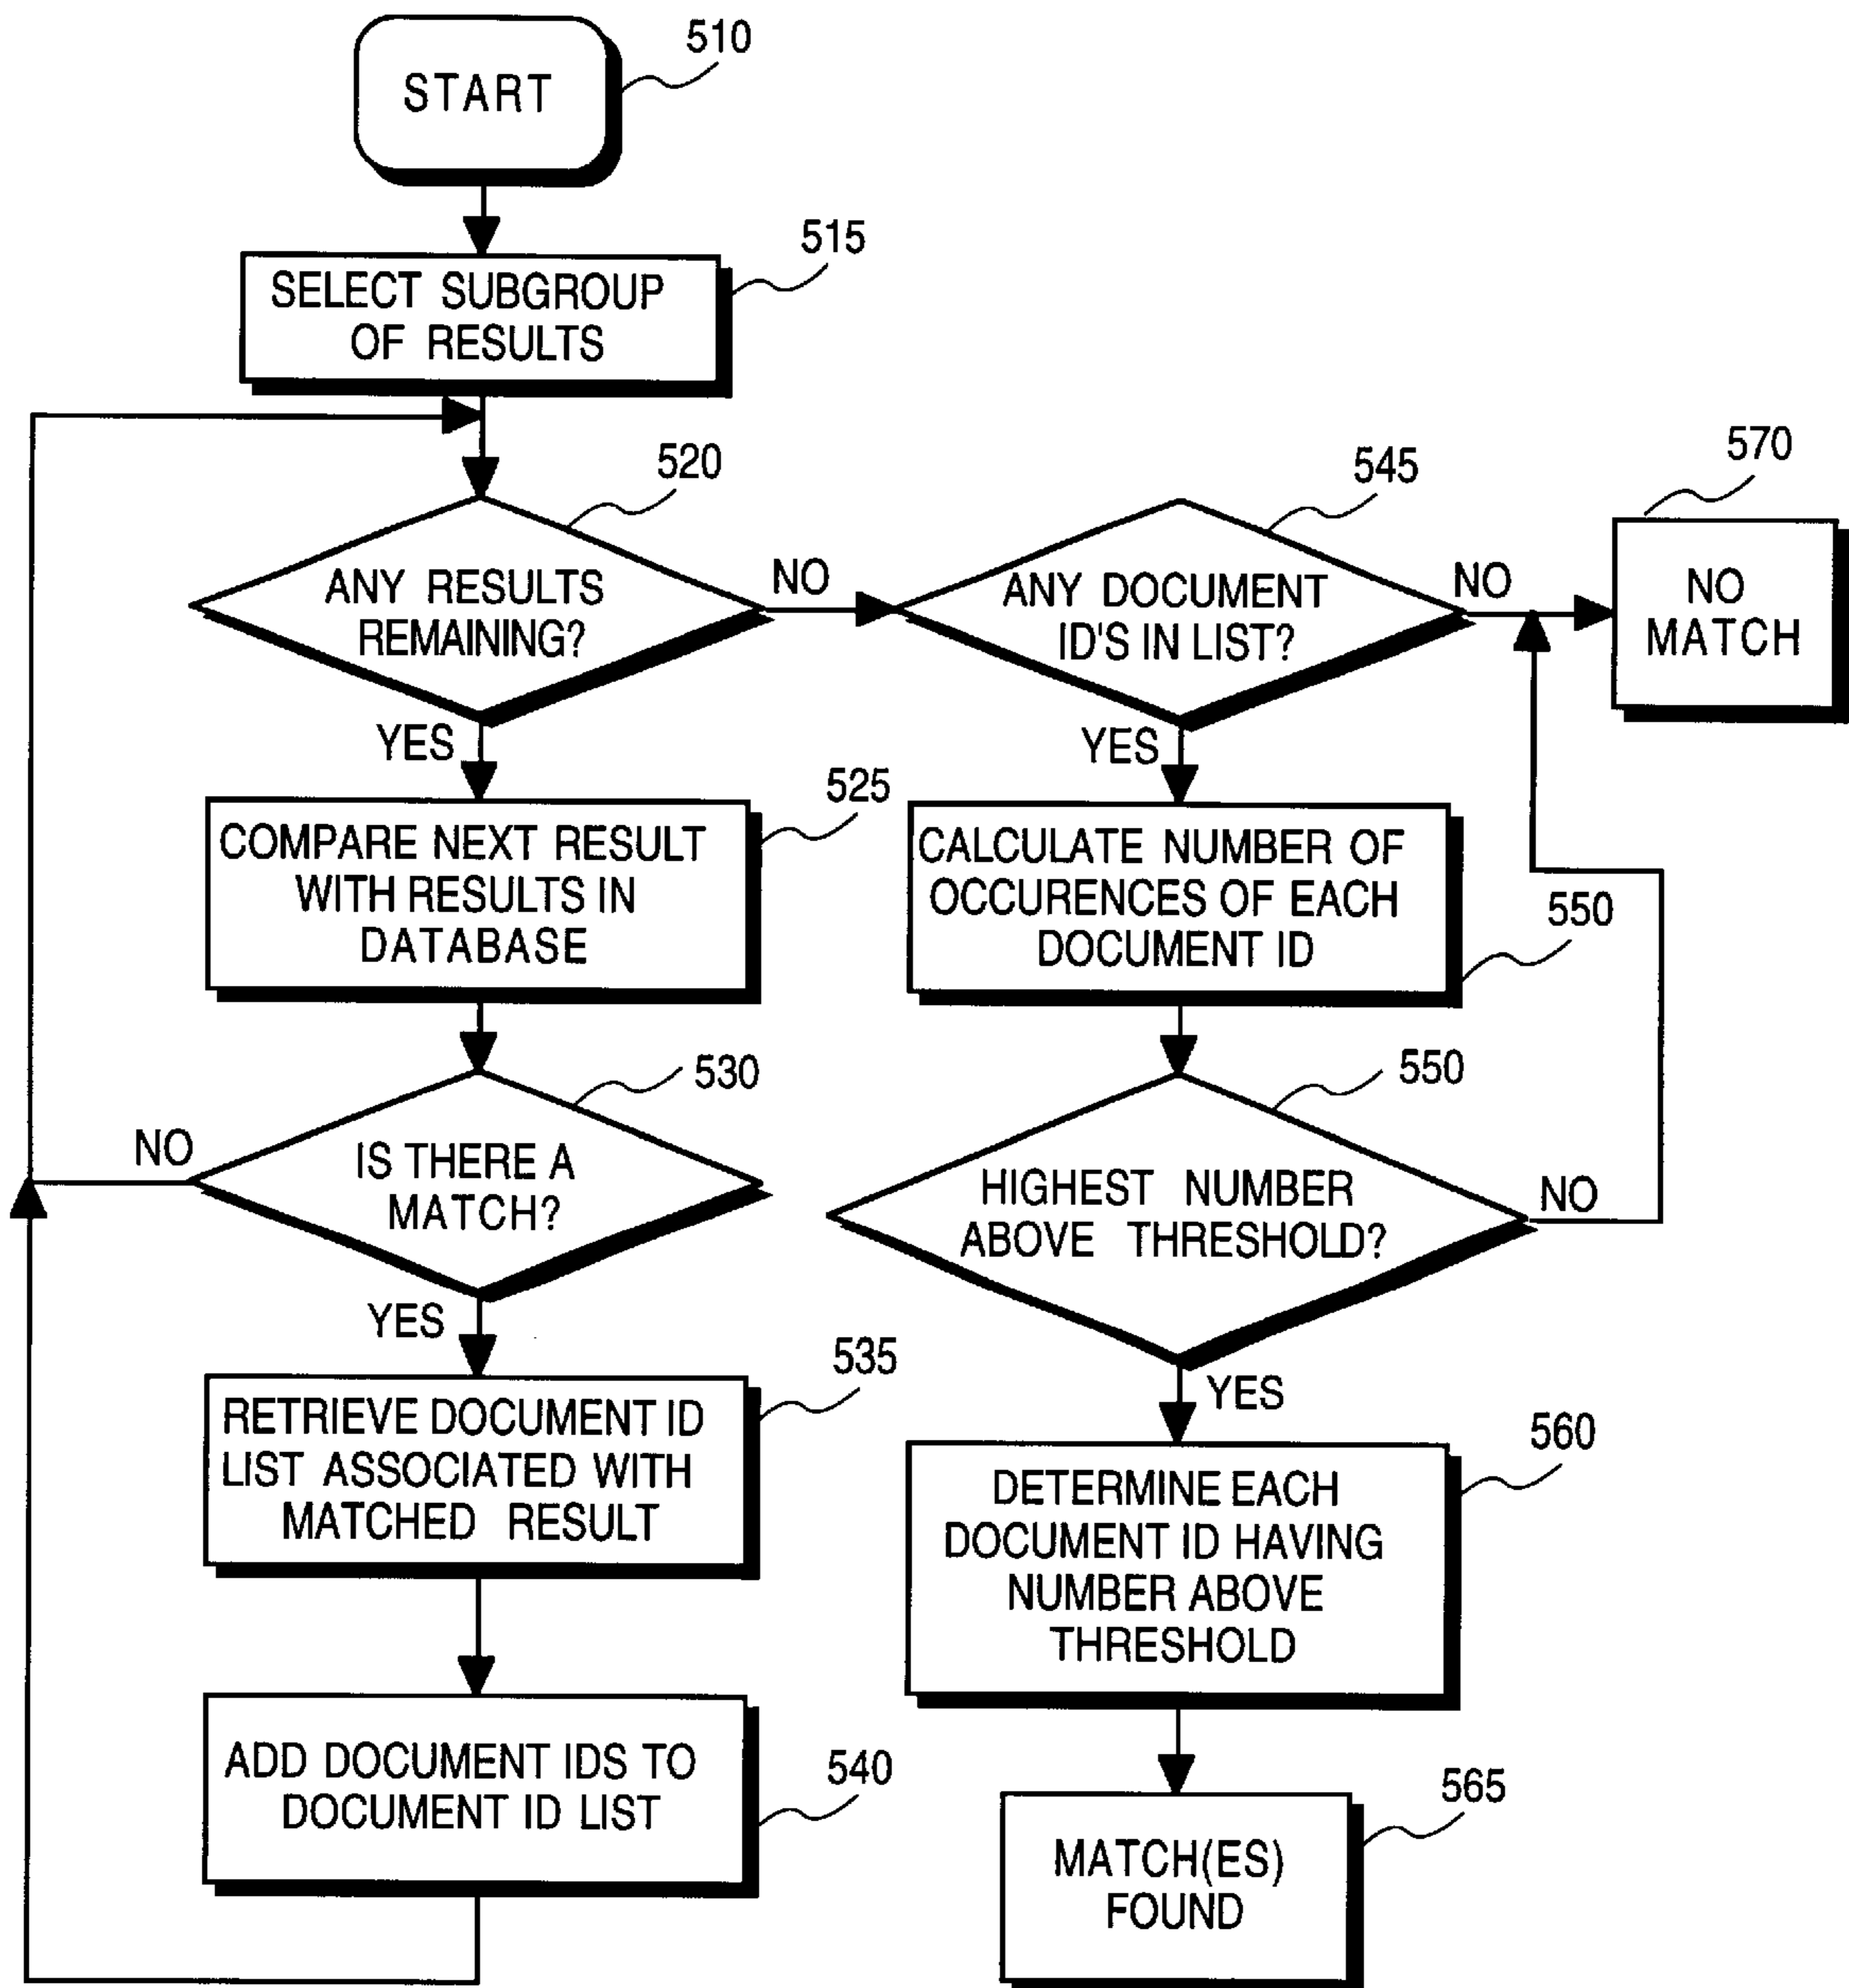 START
510
SELECT SUBGROUP
OF RESULTS
515
ANY RESULTS
REMAINING?
520
NO
YES
COMPARE NEXT RESULT
WITH RESULTS IN
DATABASE
525
IS THERE A
MATCH?
530
NO
YES
RETRIEVE DOCUMENT ID
LIST ASSOCIATED WITH
MATCHED RESULT
535
ADD DOCUMENT IDS TO
DOCUMENT ID LIST
540
ANY DOCUMENT
ID'S IN LIST?
545
NO
YES
NO
MATCH
570
CALCULATE NUMBER OF
OCCURENCES OF EACH
DOCUMENT ID
550
HIGHEST NUMBER
ABOVE THRESHOLD?
550
NO
YES
DETERMINE EACH
DOCUMENT ID HAVING
NUMBER ABOVE
THRESHOLD
560
MATCH(ES)
FOUND
565